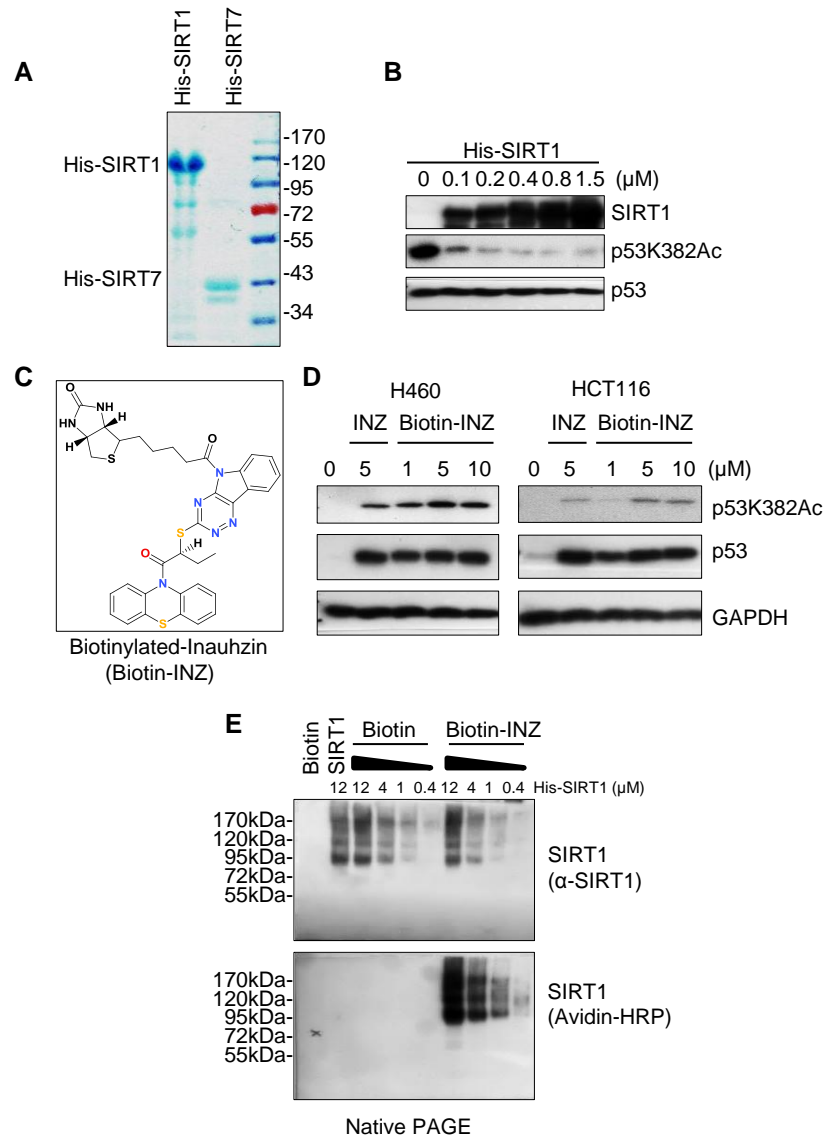 A
His-SIRT1
His-SIRT7
His-SIRT1
His-SIRT7
-170
-120
-95
-72
-55
-43
-34
B
His-SIRT1
0 0.1 0.2 0.4 0.8 1.5 (µM)
SIRT1
p53K382Ac
p53
C
O
NH
HN
H
H
S
O
N
N
N
N
S
O
H
N
S
Biotinylated-Inauhzin
(Biotin-INZ)
D
H460
HCT116
INZ Biotin-INZ
INZ Biotin-INZ
0 5 1 5 10
0 5 1 5 10 (µM)
p53K382Ac
p53
GAPDH
E
Biotin
SIRT1
Biotin
Biotin-INZ
12 12 4 1 0.4 12 4 1 0.4 His-SIRT1 (µM)
170kDa-
120kDa-
95kDa-
72kDa-
55kDa-
SIRT1
(α-SIRT1)
170kDa-
120kDa-
95kDa-
72kDa-
55kDa-
SIRT1
(Avidin-HRP)
Native PAGE